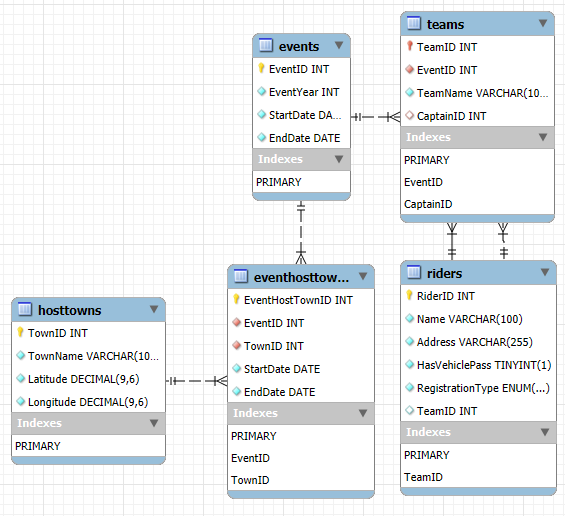 events
EventID INT
EventYear INT
StartDate DA...
EndDate DATE
Indexes
PRIMARY
teams
TeamID INT
EventID INT
TeamName VARCHAR(10...
CaptainID INT
Indexes
PRIMARY
EventID
CaptainID
hosttowns
TownID INT
TownName VARCHAR(10...
Latitude DECIMAL(9,6)
Longitude DECIMAL(9,6)
Indexes
PRIMARY
eventhosttow...
EventHostTownID INT
EventID INT
TownID INT
StartDate DATE
EndDate DATE
Indexes
PRIMARY
EventID
TownID
riders
RiderID INT
Name VARCHAR(100)
Address VARCHAR(255)
HasVehiclePass TINYINT(1)
RegistrationType ENUM(...)
TeamID INT
Indexes
PRIMARY
TeamID